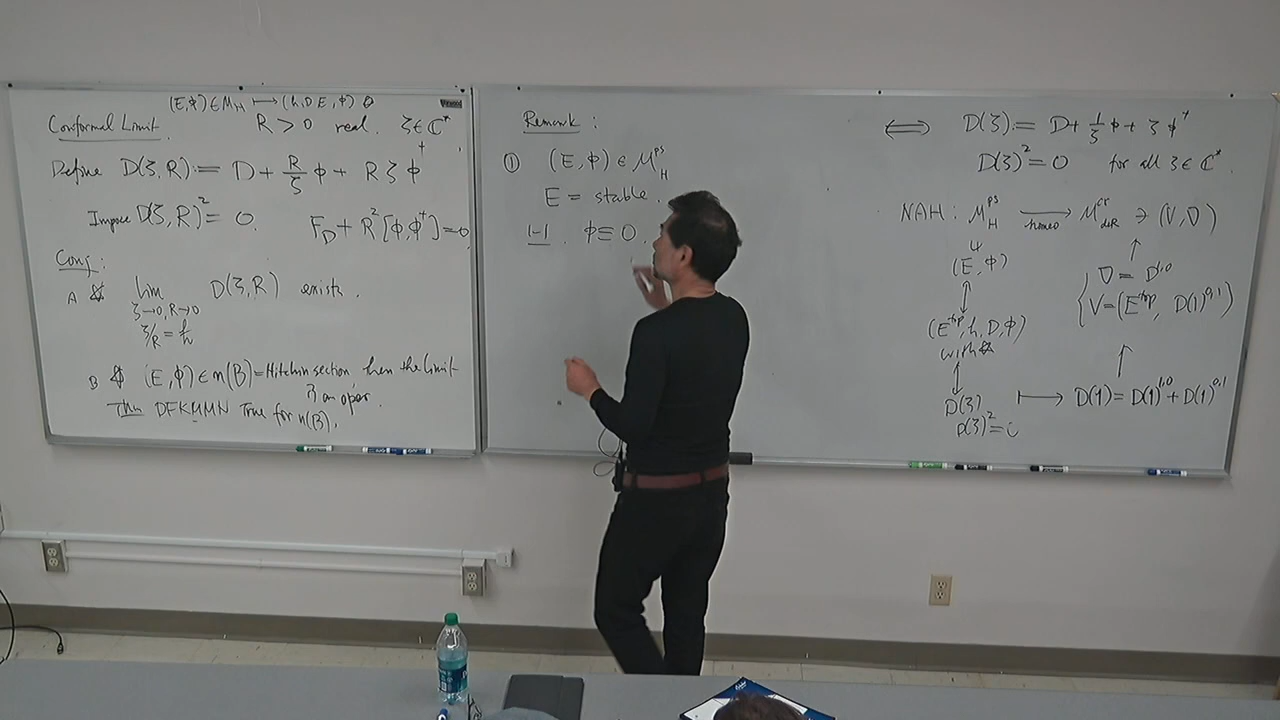 (E,φ) ∈ M_H ⟼ (h, D, E, φ)
Conformal Limit.
R > 0 real. ζ ∈ ℂ*
Define D(ζ, R) := D + R/ζ φ + R ζ φ†
Impose D(ζ, R)² = 0. F_D + R² [φ, φ†] = 0
Conj:
A ☆ lim D(ζ, R) exists.
ζ→0, R→0
ζ/R = ħ
B ☆ (E, φ) ∈ η(B) = Hitchin section, then the limit
is an oper.
Thm DFKMMN True for η(B).
Remark :
① (E, φ) ∈ M_H^ps
E = stable.
1-1. φ ≡ 0.
⟺ D(ζ) := D + 1/ζ φ + ζ φ†
D(ζ)² = 0 for all ζ ∈ ℂ*.
NAH : M_H^ps ⟶ M_deR^irr ∋ (V, ∇)
homeo
(E, φ)
∇ = D^1,0
V = (E^top, D(1)^0,1)
(E^top, h, D, φ)
with ☆
D(ζ) ⟼ D(1) = D(1)^1,0 + D(1)^0,1
D(ζ)² = 0